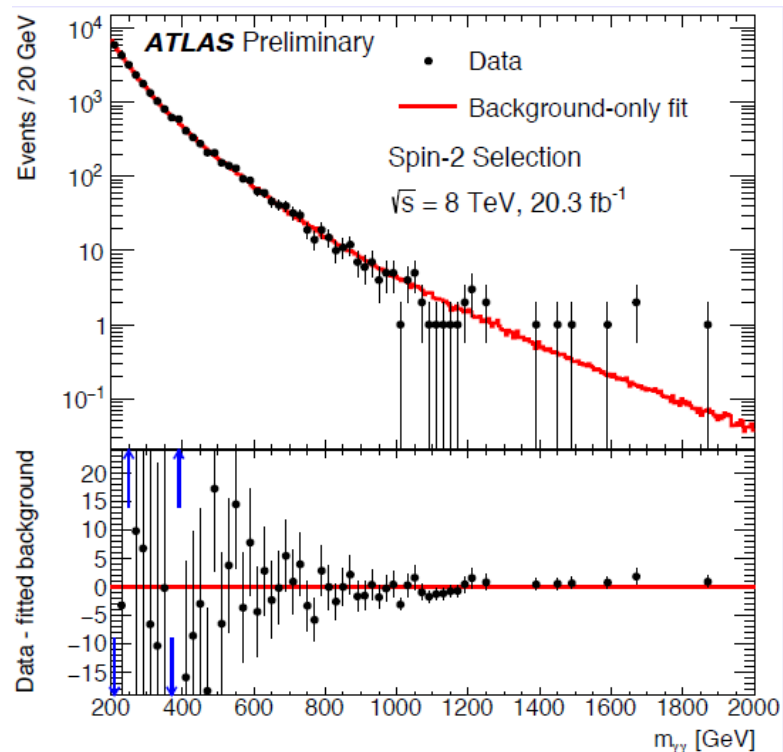 ATLAS Preliminary
Data
Background-only fit
Spin-2 Selection
√s = 8 TeV, 20.3 fb⁻¹
Events / 20 GeV
10⁴
10³
10²
10
1
10⁻¹
Data - fitted background
20
15
10
5
0
−5
−10
−15
200 400 600 800 1000 1200 1400 1600 1800 2000
m_γγ [GeV]